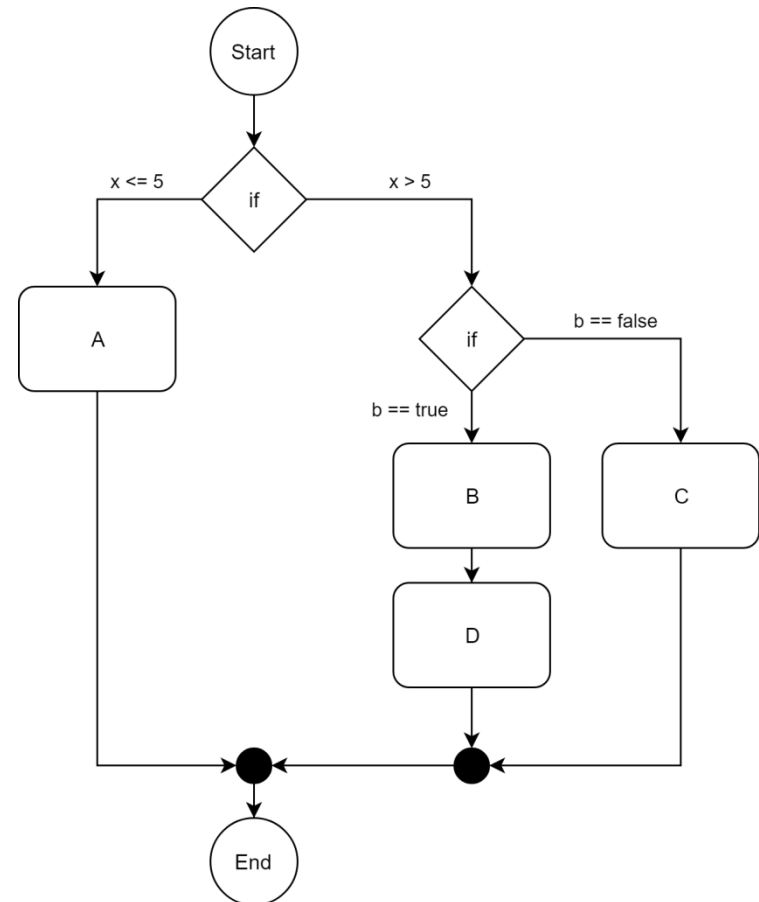 Start
x <= 5
if
x > 5
A
if
b == false
b == true
B
C
D
End